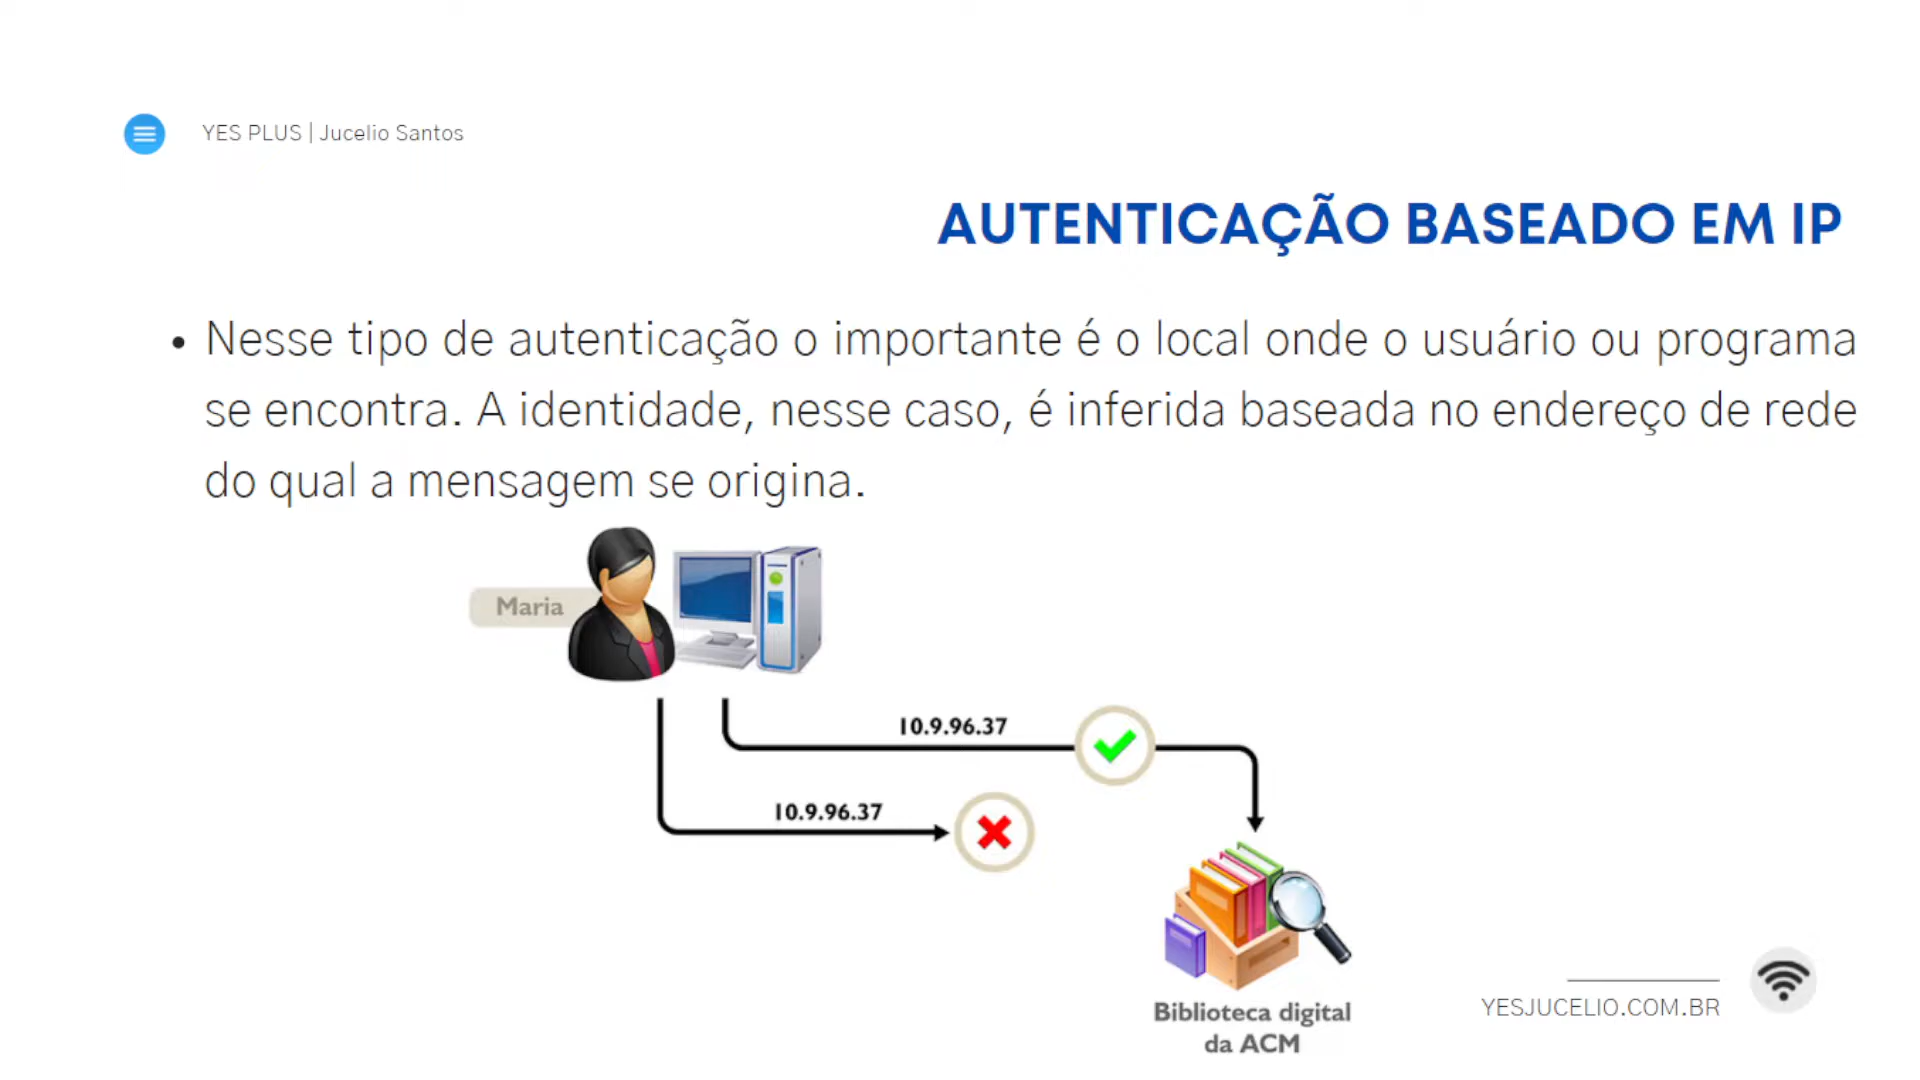 YES PLUS | Jucelio Santos
AUTENTICAÇÃO BASEADO EM IP
• Nesse tipo de autenticação o importante é o local onde o usuário ou programa
se encontra. A identidade, nesse caso, é inferida baseada no endereço de rede
do qual a mensagem se origina.
Maria
10.9.96.37
10.9.96.37
Biblioteca digital
da ACM
YESJUCELIO.COM.BR